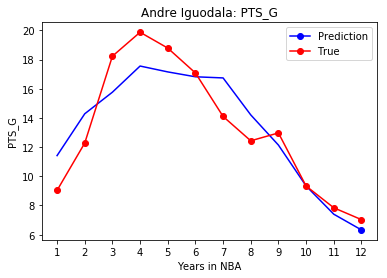 Andre Iguodala: PTS_G
Prediction
True
20
18
16
14
12
10
8
6
PTS_G
1 2 3 4 5 6 7 8 9 10 11 12
Years in NBA